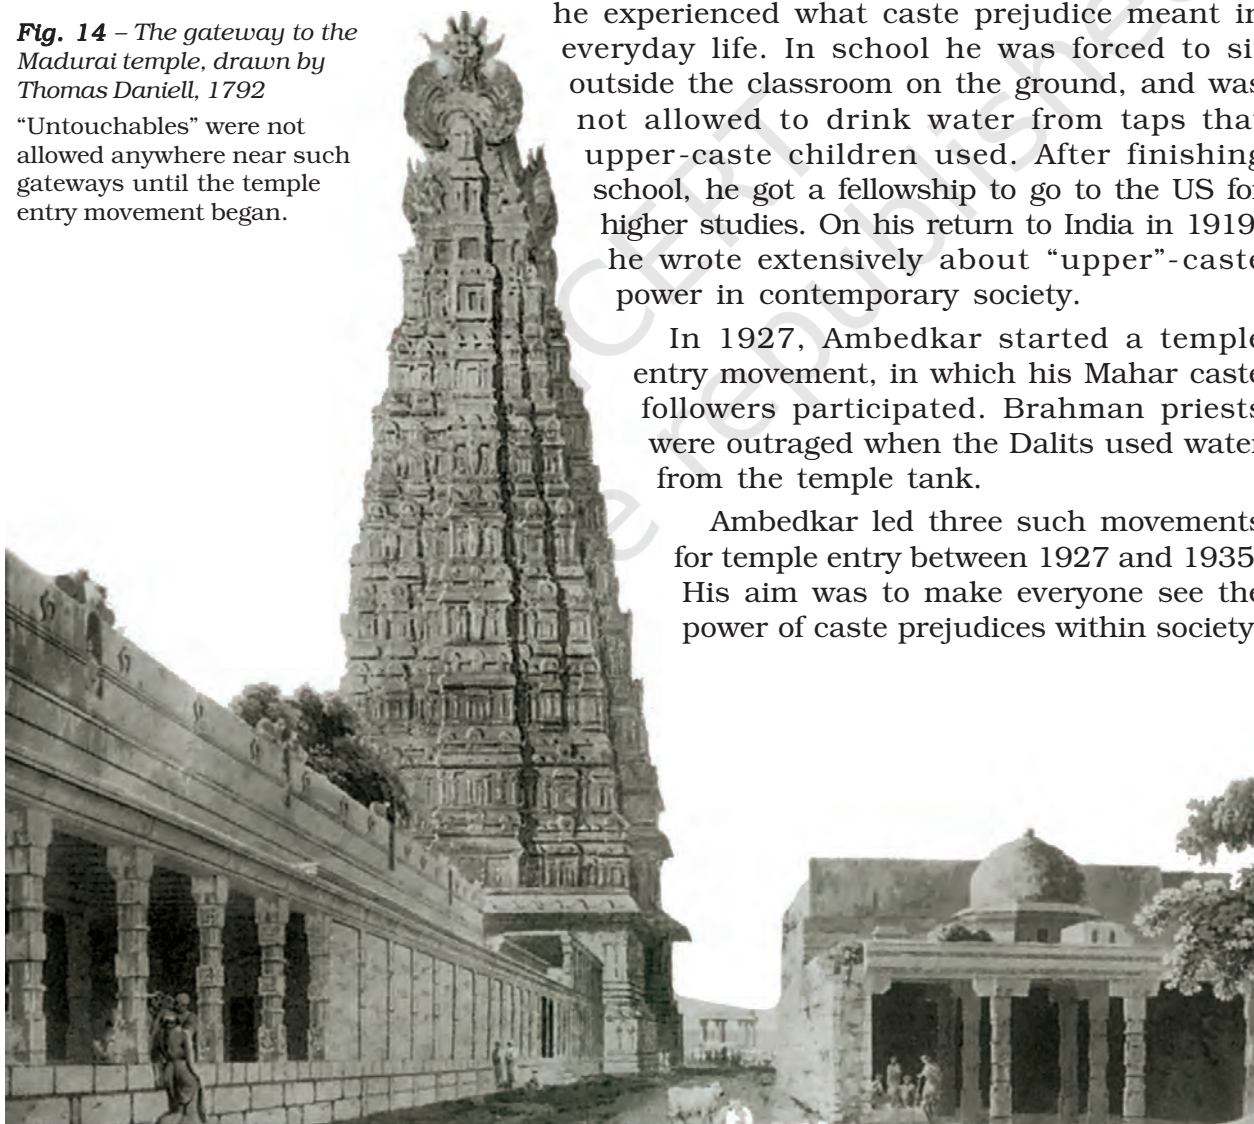 Fig. 14 – The gateway to the
Madurai temple, drawn by
Thomas Daniell, 1792
“Untouchables” were not
allowed anywhere near such
gateways until the temple
entry movement began.
he experienced what caste prejudice meant in
everyday life. In school he was forced to si
outside the classroom on the ground, and was
not allowed to drink water from taps that
upper-caste children used. After finishing
school, he got a fellowship to go to the US for
higher studies. On his return to India in 1919
he wrote extensively about “upper”-caste
power in contemporary society.
In 1927, Ambedkar started a temple
entry movement, in which his Mahar caste
followers participated. Brahman priests
were outraged when the Dalits used water
from the temple tank.
Ambedkar led three such movements
for temple entry between 1927 and 1935
His aim was to make everyone see the
power of caste prejudices within society
NCERT
republished